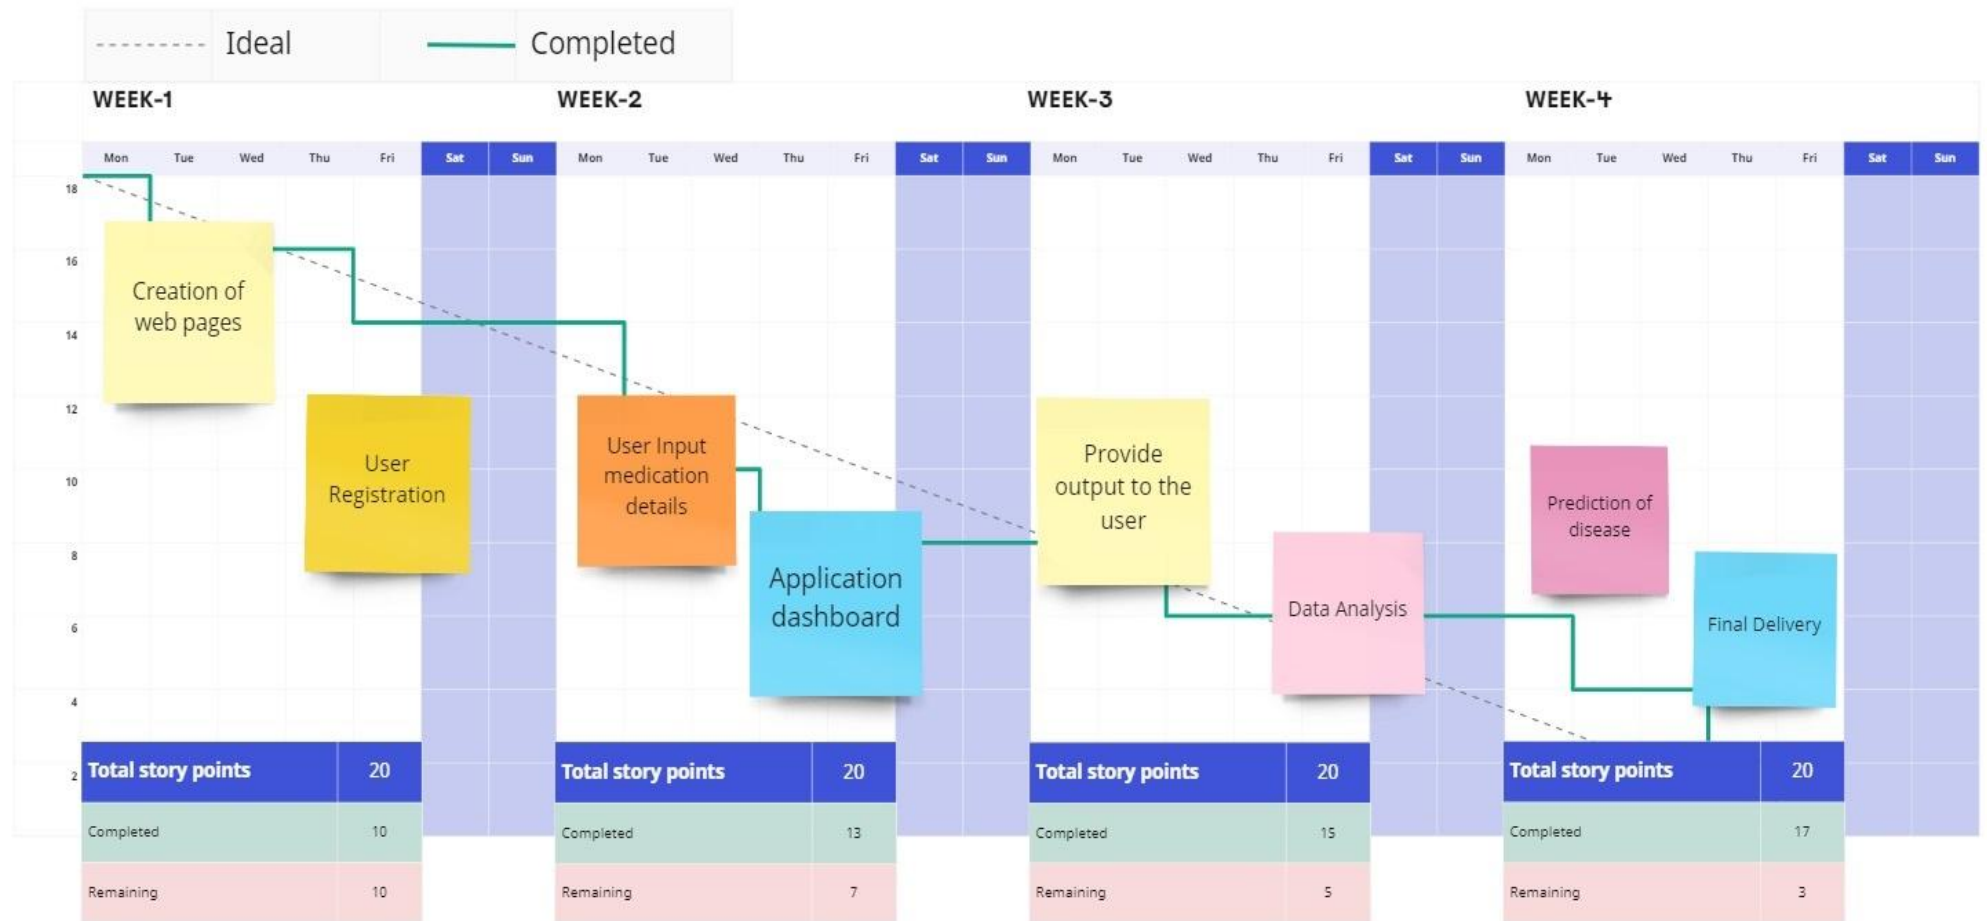 Ideal Completed
WEEK-1 WEEK-2 WEEK-3 WEEK-4
Mon Tue Wed Thu Fri Sat Sun Mon Tue Wed Thu Fri Sat Sun Mon Tue Wed Thu Fri Sat Sun Mon Tue Wed Thu Fri Sat Sun
18
16
Creation of
web pages
14
12
User
Registration
User Input
medication
details
Provide
output to the
user
10
Prediction of
disease
8
Application
dashboard
Data Analysis
Final Delivery
6
4
2
Total story points 20 Total story points 20 Total story points 20 Total story points 20
Completed 10 Completed 13 Completed 15 Completed 17
Remaining 10 Remaining 7 Remaining 5 Remaining 3